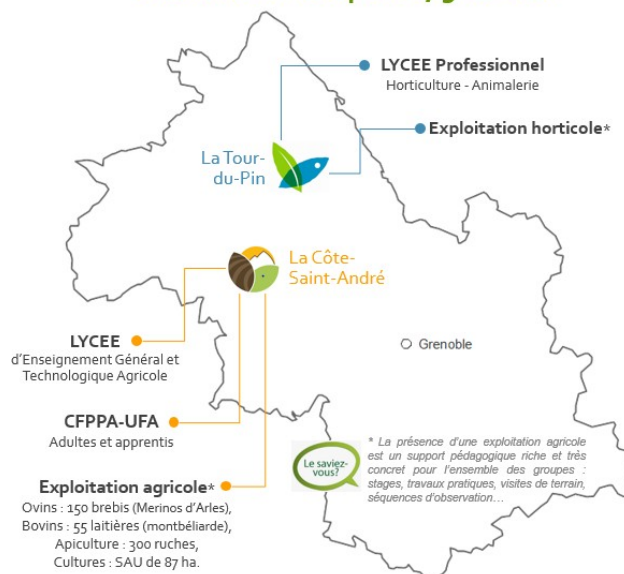 LYCEE Professionnel
Horticulture - Animalerie
Exploitation horticole*
La Tour-
du-Pin
La Côte-
Saint-André
LYCEE
d'Enseignement Général et
Technologique Agricole
Grenoble
CFPPA-UFA
Adultes et apprentis
Le saviez-
vous?
* La présence d'une exploitation agricole
est un support pédagogique riche et très
concret pour l'ensemble des groupes :
stages, travaux pratiques, visites de terrain,
séquences d'observation...
Exploitation agricole*
Ovins : 150 brebis (Merinos d'Arles),
Bovins : 55 laitières (montbéliarde),
Apiculture : 300 ruches,
Cultures : SAU de 87 ha.